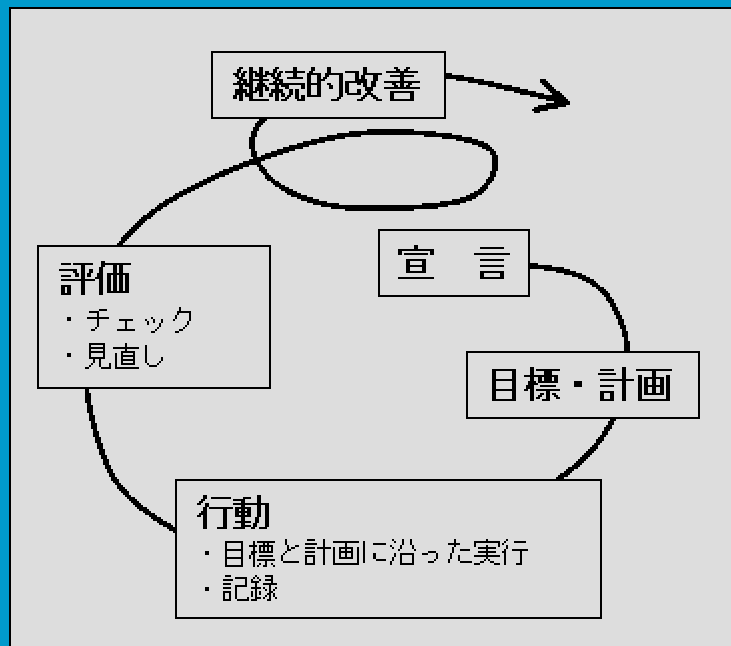 継続的改善
宣　言
目標・計画
行動
・目標と計画に沿った実行
・記録
評価
・チェック
・見直し